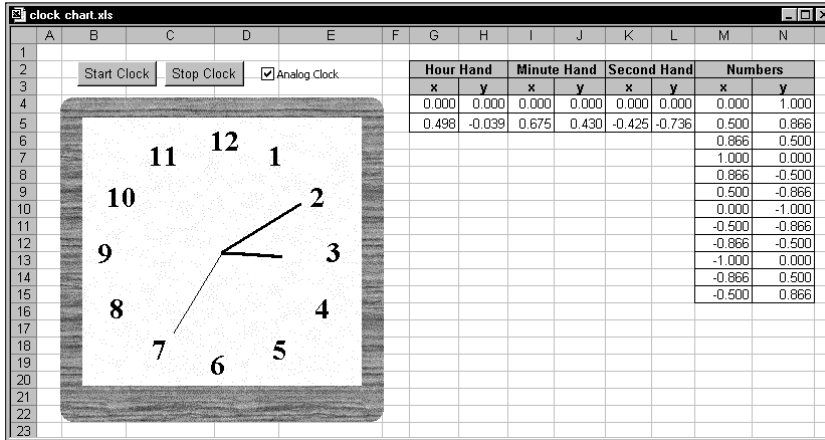 clock chart.xls
A B C D E F G H I J K L M N
1
2 Start Clock Stop Clock Analog Clock Hour Hand Minute Hand Second Hand Numbers
3 x y x y x y x y
4 0.000 0.000 0.000 0.000 0.000 0.000 0.000 1.000
5 0.498 -0.039 0.675 0.430 -0.425 -0.736 0.500 0.866
6 0.866 0.500
7 1.000 0.000
8 0.866 -0.500
9 0.500 -0.866
10 0.000 -1.000
11 -0.500 -0.866
12 -0.866 -0.500
13 -1.000 0.000
14 -0.866 0.500
15 -0.500 0.866
16
17
18
19
20
21
22
23
12
11 1
10 2
9 3
8 4
7 5
6